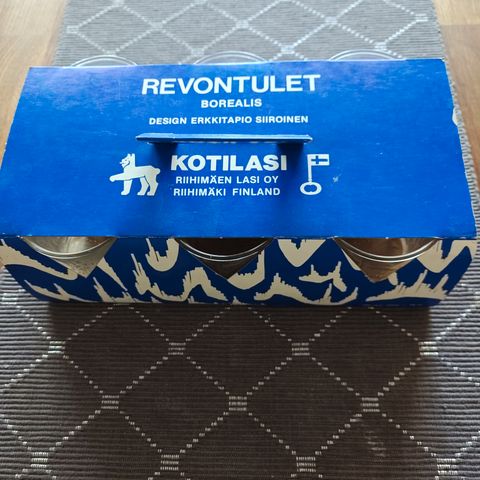 REVONTULET
BOREALIS
DESIGN ERKKITAPIO SIIROINEN
KOTILASI
RIIHIMÄEN LASI OY
RIIHIMÄKI FINLAND